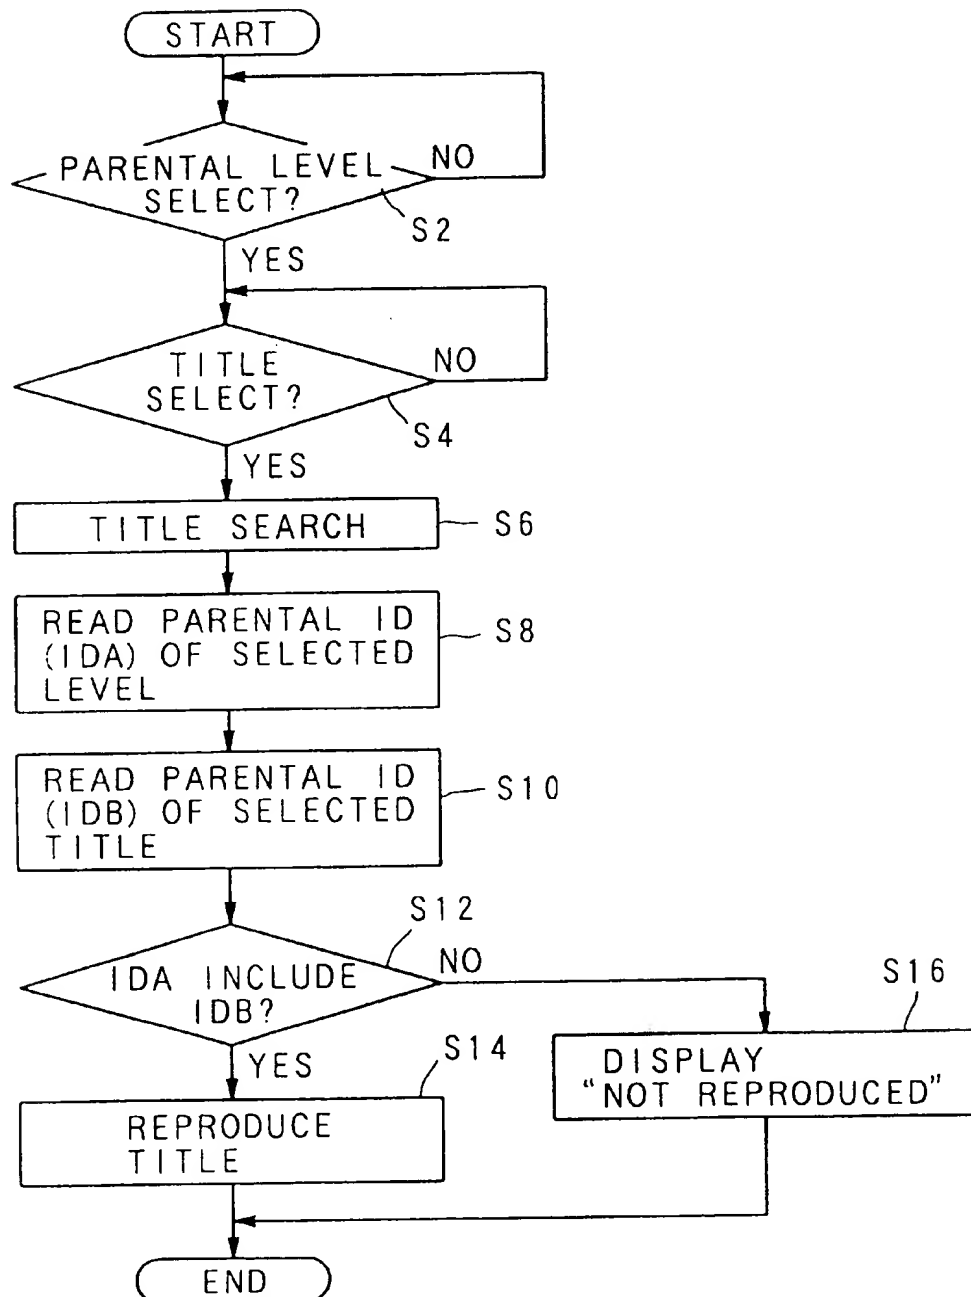 START
PARENTAL LEVEL
SELECT?
NO
S2
YES
TITLE
SELECT?
NO
S4
YES
TITLE SEARCH
S6
READ PARENTAL ID
(IDA) OF SELECTED
LEVEL
S8
READ PARENTAL ID
(IDB) OF SELECTED
TITLE
S10
S12
IDA INCLUDE
IDB?
NO
YES
S16
DISPLAY
“NOT REPRODUCED”
S14
REPRODUCE
TITLE
END